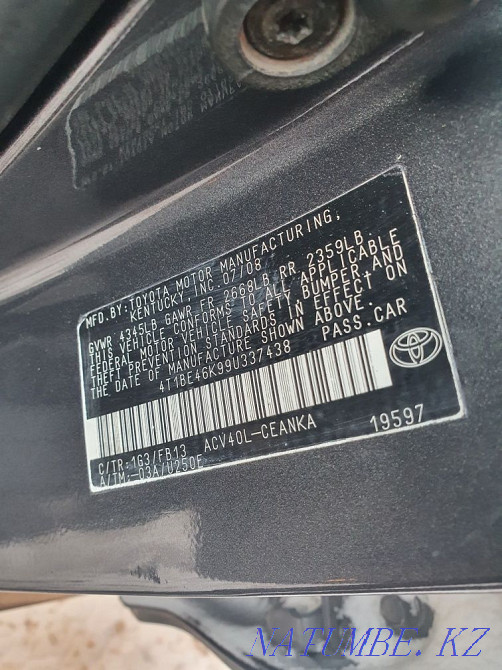 MFD.BY:TOYOTA MOTOR MANUFACTURING,
KENTUCKY,INC.07/08
GVWR 4345LB GAWR FR 2668LB RR 2359LB
THIS VEHICLE CONFORMS TO ALL APPLICABLE
FEDERAL MOTOR VEHICLE SAFETY, BUMPER, AND
THEFT PREVENTION STANDARDS IN EFFECT ON
THE DATE OF MANUFACTURE SHOWN ABOVE.
4T1BE46K99U337438 PASS.CAR
C/TR:1G3/FB13 ACV40L-CEANKA 19597
A/TM:-03A/U250E
NATUMBE.KZ